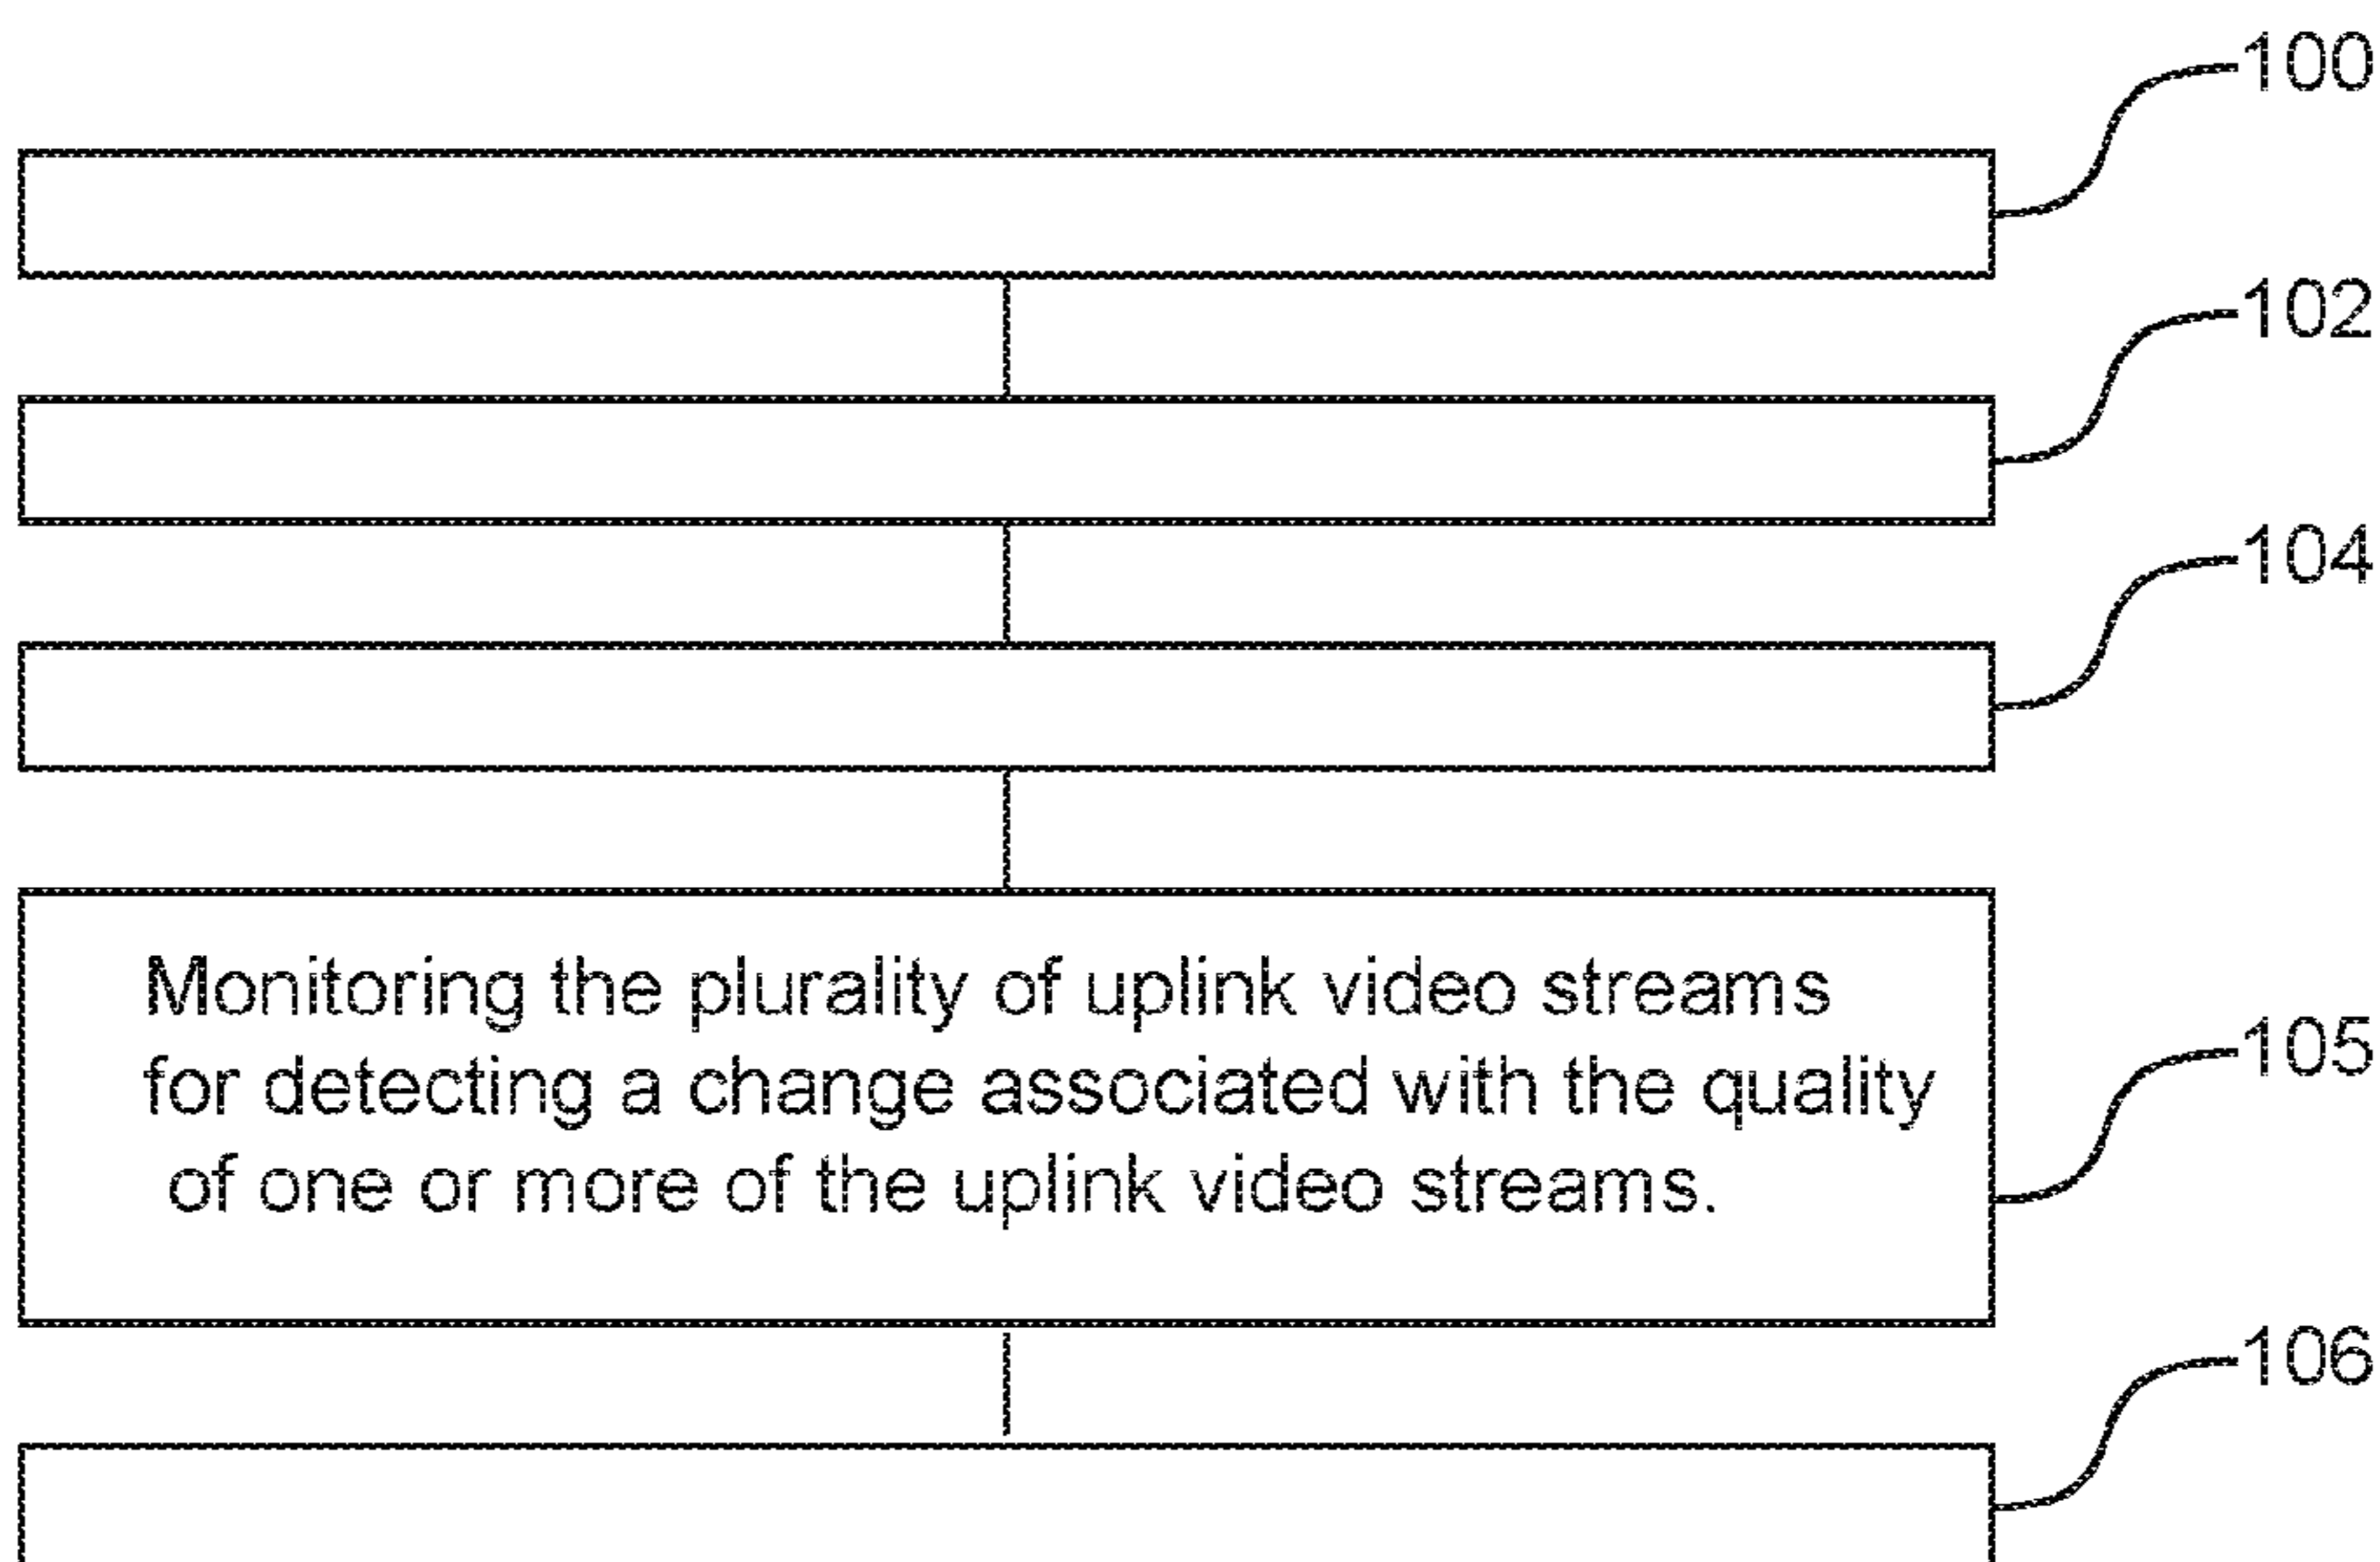 100
102
104
Monitoring the plurality of uplink video streams
for detecting a change associated with the quality
of one or more of the uplink video streams.
105
106